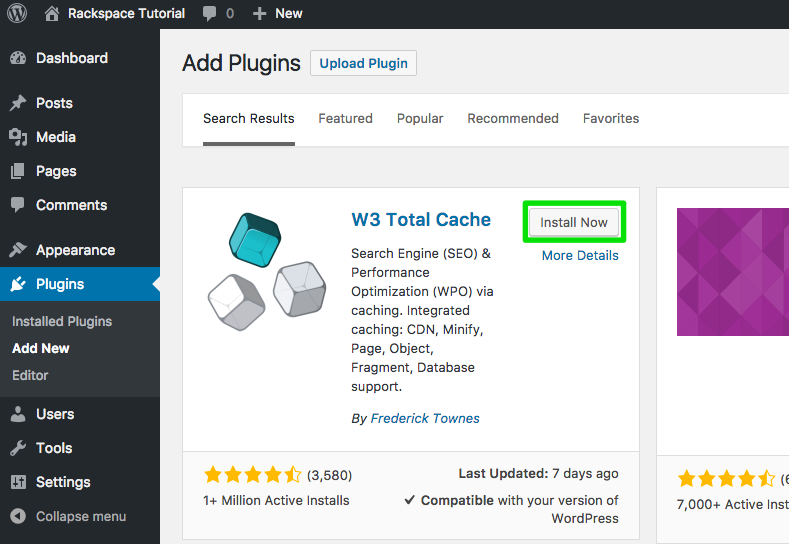 Rackspace Tutorial 0 New
Dashboard
Posts
Media
Pages
Comments
Appearance
Plugins
Installed Plugins
Add New
Editor
Users
Tools
Settings
Collapse menu
Add Plugins Upload Plugin
Search Results Featured Popular Recommended Favorites
W3 Total Cache
Install Now
More Details
Search Engine (SEO) &
Performance
Optimization (WPO) via
caching. Integrated
caching: CDN, Minify,
Page, Object,
Fragment, Database
support.
By Frederick Townes
(3,580)
1+ Million Active Installs
Last Updated: 7 days ago
Compatible with your version of
WordPress
7,000+ Active